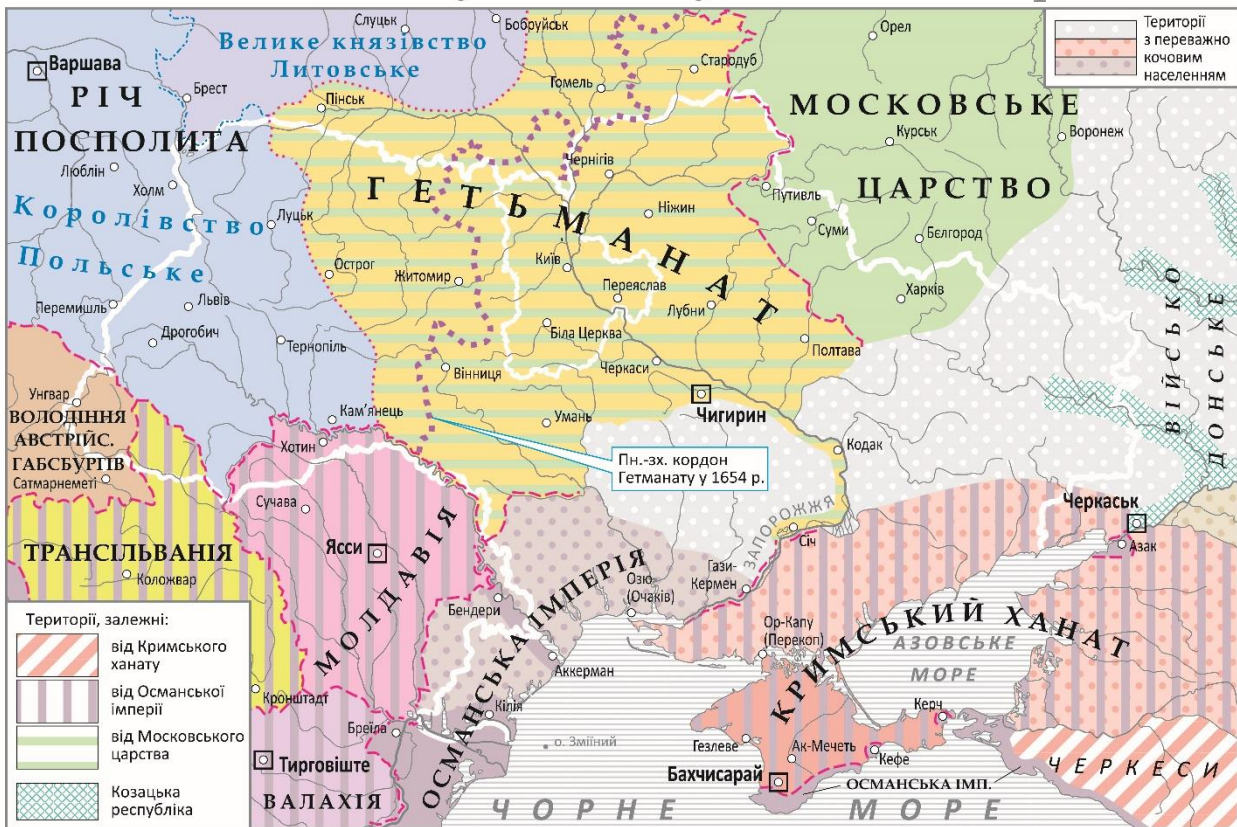 Слуцьк
Бобруйськ
Орел
Території
з переважно
кочовим
населенням
Велике князівство
Литовське
Варшава
Стародуб
РІЧ
ПОСПОЛИТА
Брест
Пінськ
Гомель
МОСКОВСЬКЕ
ЦАРСТВО
Курськ
Воронеж
Люблін
Холм
Чернігів
Путивль
ГЕТЬМАНАТ
Королівство
Польське
Луцьк
Ніжин
Суми
Бєлгород
Острог
Житомир
Київ
Переяслав
Лубни
Харків
Перемишль
Львів
Дрогобич
Тернопіль
Біла Церква
Полтава
Черкаси
Вінниця
Чигирин
ВІЙСЬКО
ДОНСЬКЕ
Унгвар
ВОЛОДІННЯ
АВСТРІЙС.
ГАБСБУРГІВ
Сатмарнеметі
Кам'янець
Хотин
Умань
Кодак
Пн.-зх. кордон
Гетманату у 1654 р.
Сучава
Черкаськ
Азак
ТРАНСІЛЬВАНІЯ
Коложвар
Ясси
МОЛДАВІЯ
ЗАПОРОЖЖЯ
Січ
Гази-
Кермен
Озю
(Очаків)
Бендери
ОСМАНСЬКА ІМПЕРІЯ
Ор-Капу
(Перекоп)
КРИМСЬКИЙ ХАНАТ
АЗОВСЬКЕ
МОРЕ
Аккерман
Кронштадт
Кілія
Бреїла
о. Зміїний
Керч
Гезлеве
Ак-Мечеть
Кефе
Бахчисарай
ОСМАНСЬКА ІМП.
ЧЕРКЕСИ
Тирговіште
ВАЛАХІЯ
ЧОРНЕ МОРЕ
Території, залежні:
від Кримського
ханату
від Османської
імперії
від Московського
царства
Козацька
республіка